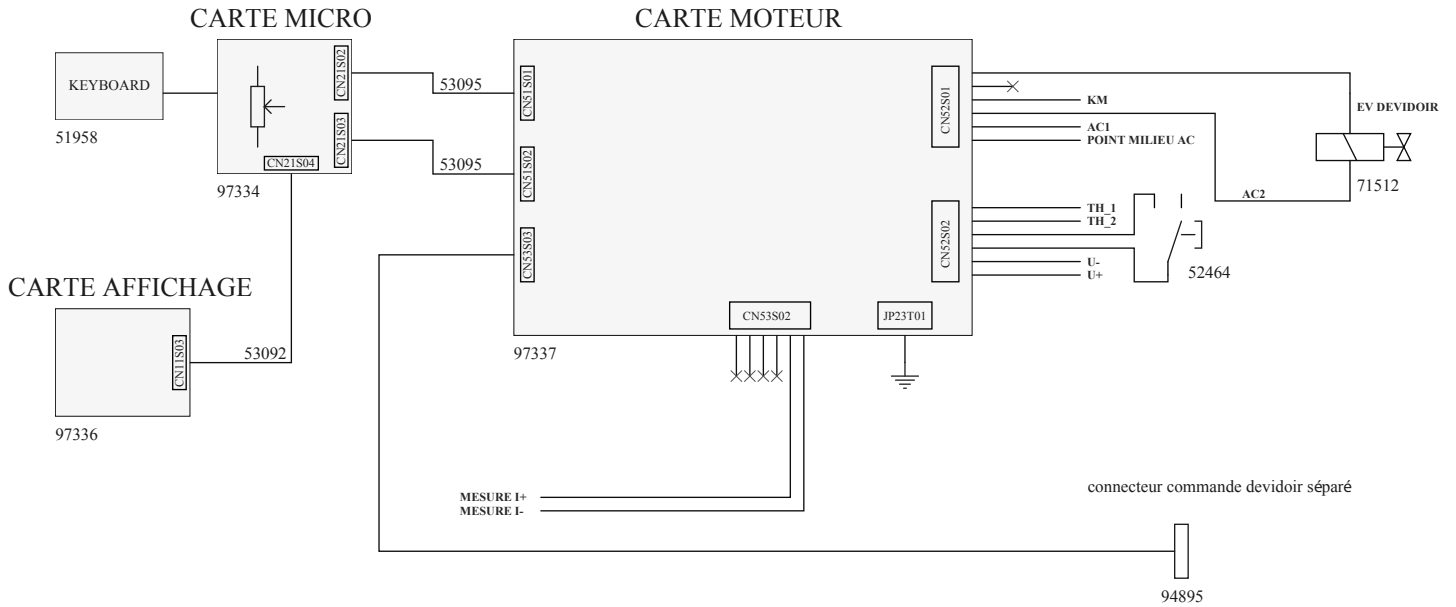 CARTE MICRO
CARTE MOTEUR
KEYBOARD
51958
CN21S02
CN21S03
CN21S04
97334
53095
53095
CN51S01
CN51S02
CN53S03
CN52S01
CN52S02
KM
AC1
POINT MILIEU AC
EV DEVIDOIR
71512
AC2
TH_1
TH_2
U-
U+
52464
CARTE AFFICHAGE
CN11S03
53092
97336
CN53S02
JP23T01
97337
MESURE I+
MESURE I-
connecteur commande devidoir séparé
94895